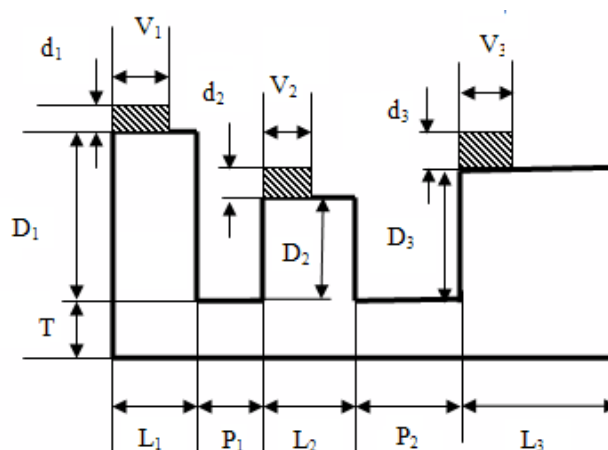 V₁
d₁
V₃
d₂
V₂
d₃
D₁
D₂
D₃
T
L₁ P₁ L₂ P₂ L₃